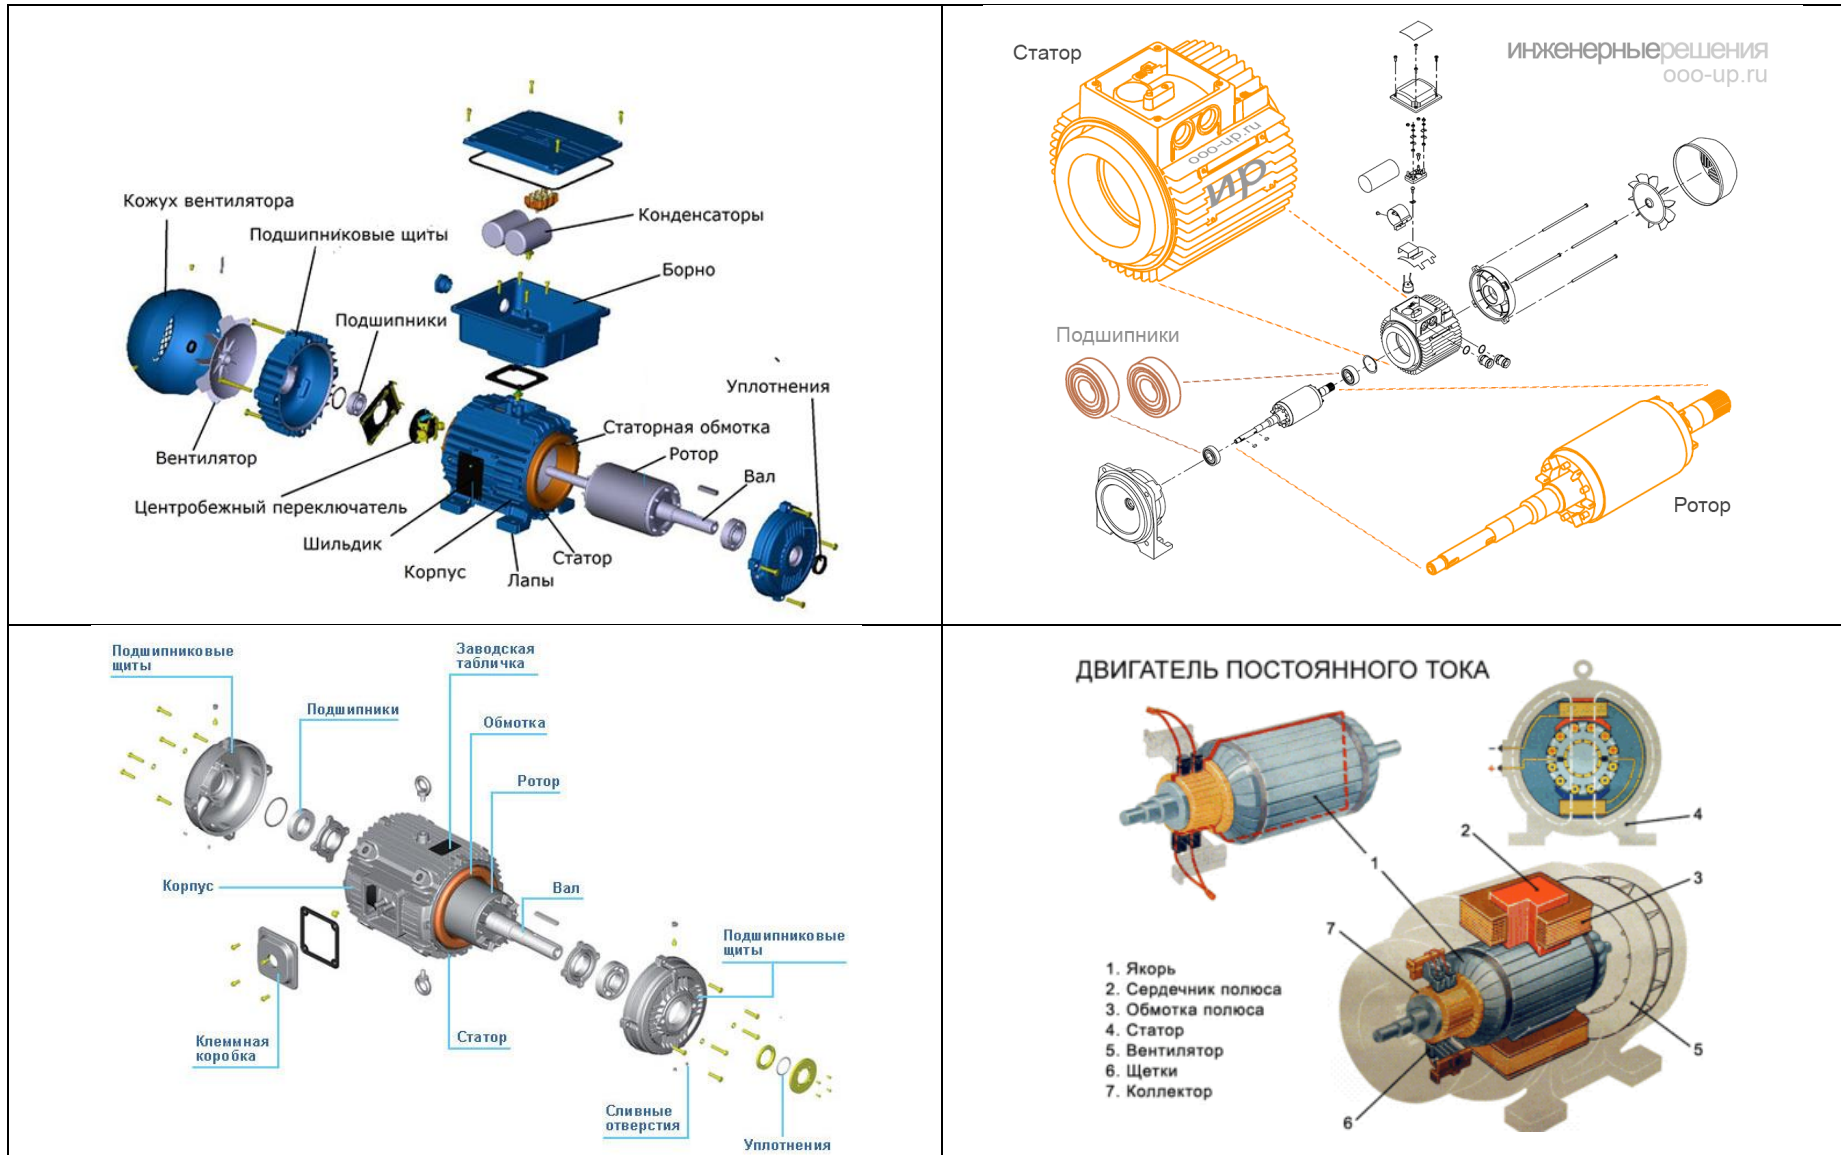 Кожух вентилятора
Подшипниковые щиты
Конденсаторы
Борно
Подшипники
Уплотнения
Статорная обмотка
Ротор
Вал
Вентилятор
Центробежный переключатель
Шильдик
Корпус
Статор
Лапы
Статор
инженерныерешения
ooo-up.ru
ooo-up.ru
ир
Подшипники
Ротор
Подшипниковые
щиты
Заводская
табличка
Подшипники
Обмотка
Ротор
Корпус
Вал
Подшипниковые
щиты
Клеммная
коробка
Статор
Сливные
отверстия
Уплотнения
ДВИГАТЕЛЬ ПОСТОЯННОГО ТОКА
4
2
1
3
7
1. Якорь
2. Сердечник полюса
3. Обмотка полюса
4. Статор
5. Вентилятор
6. Щетки
7. Коллектор
5
6